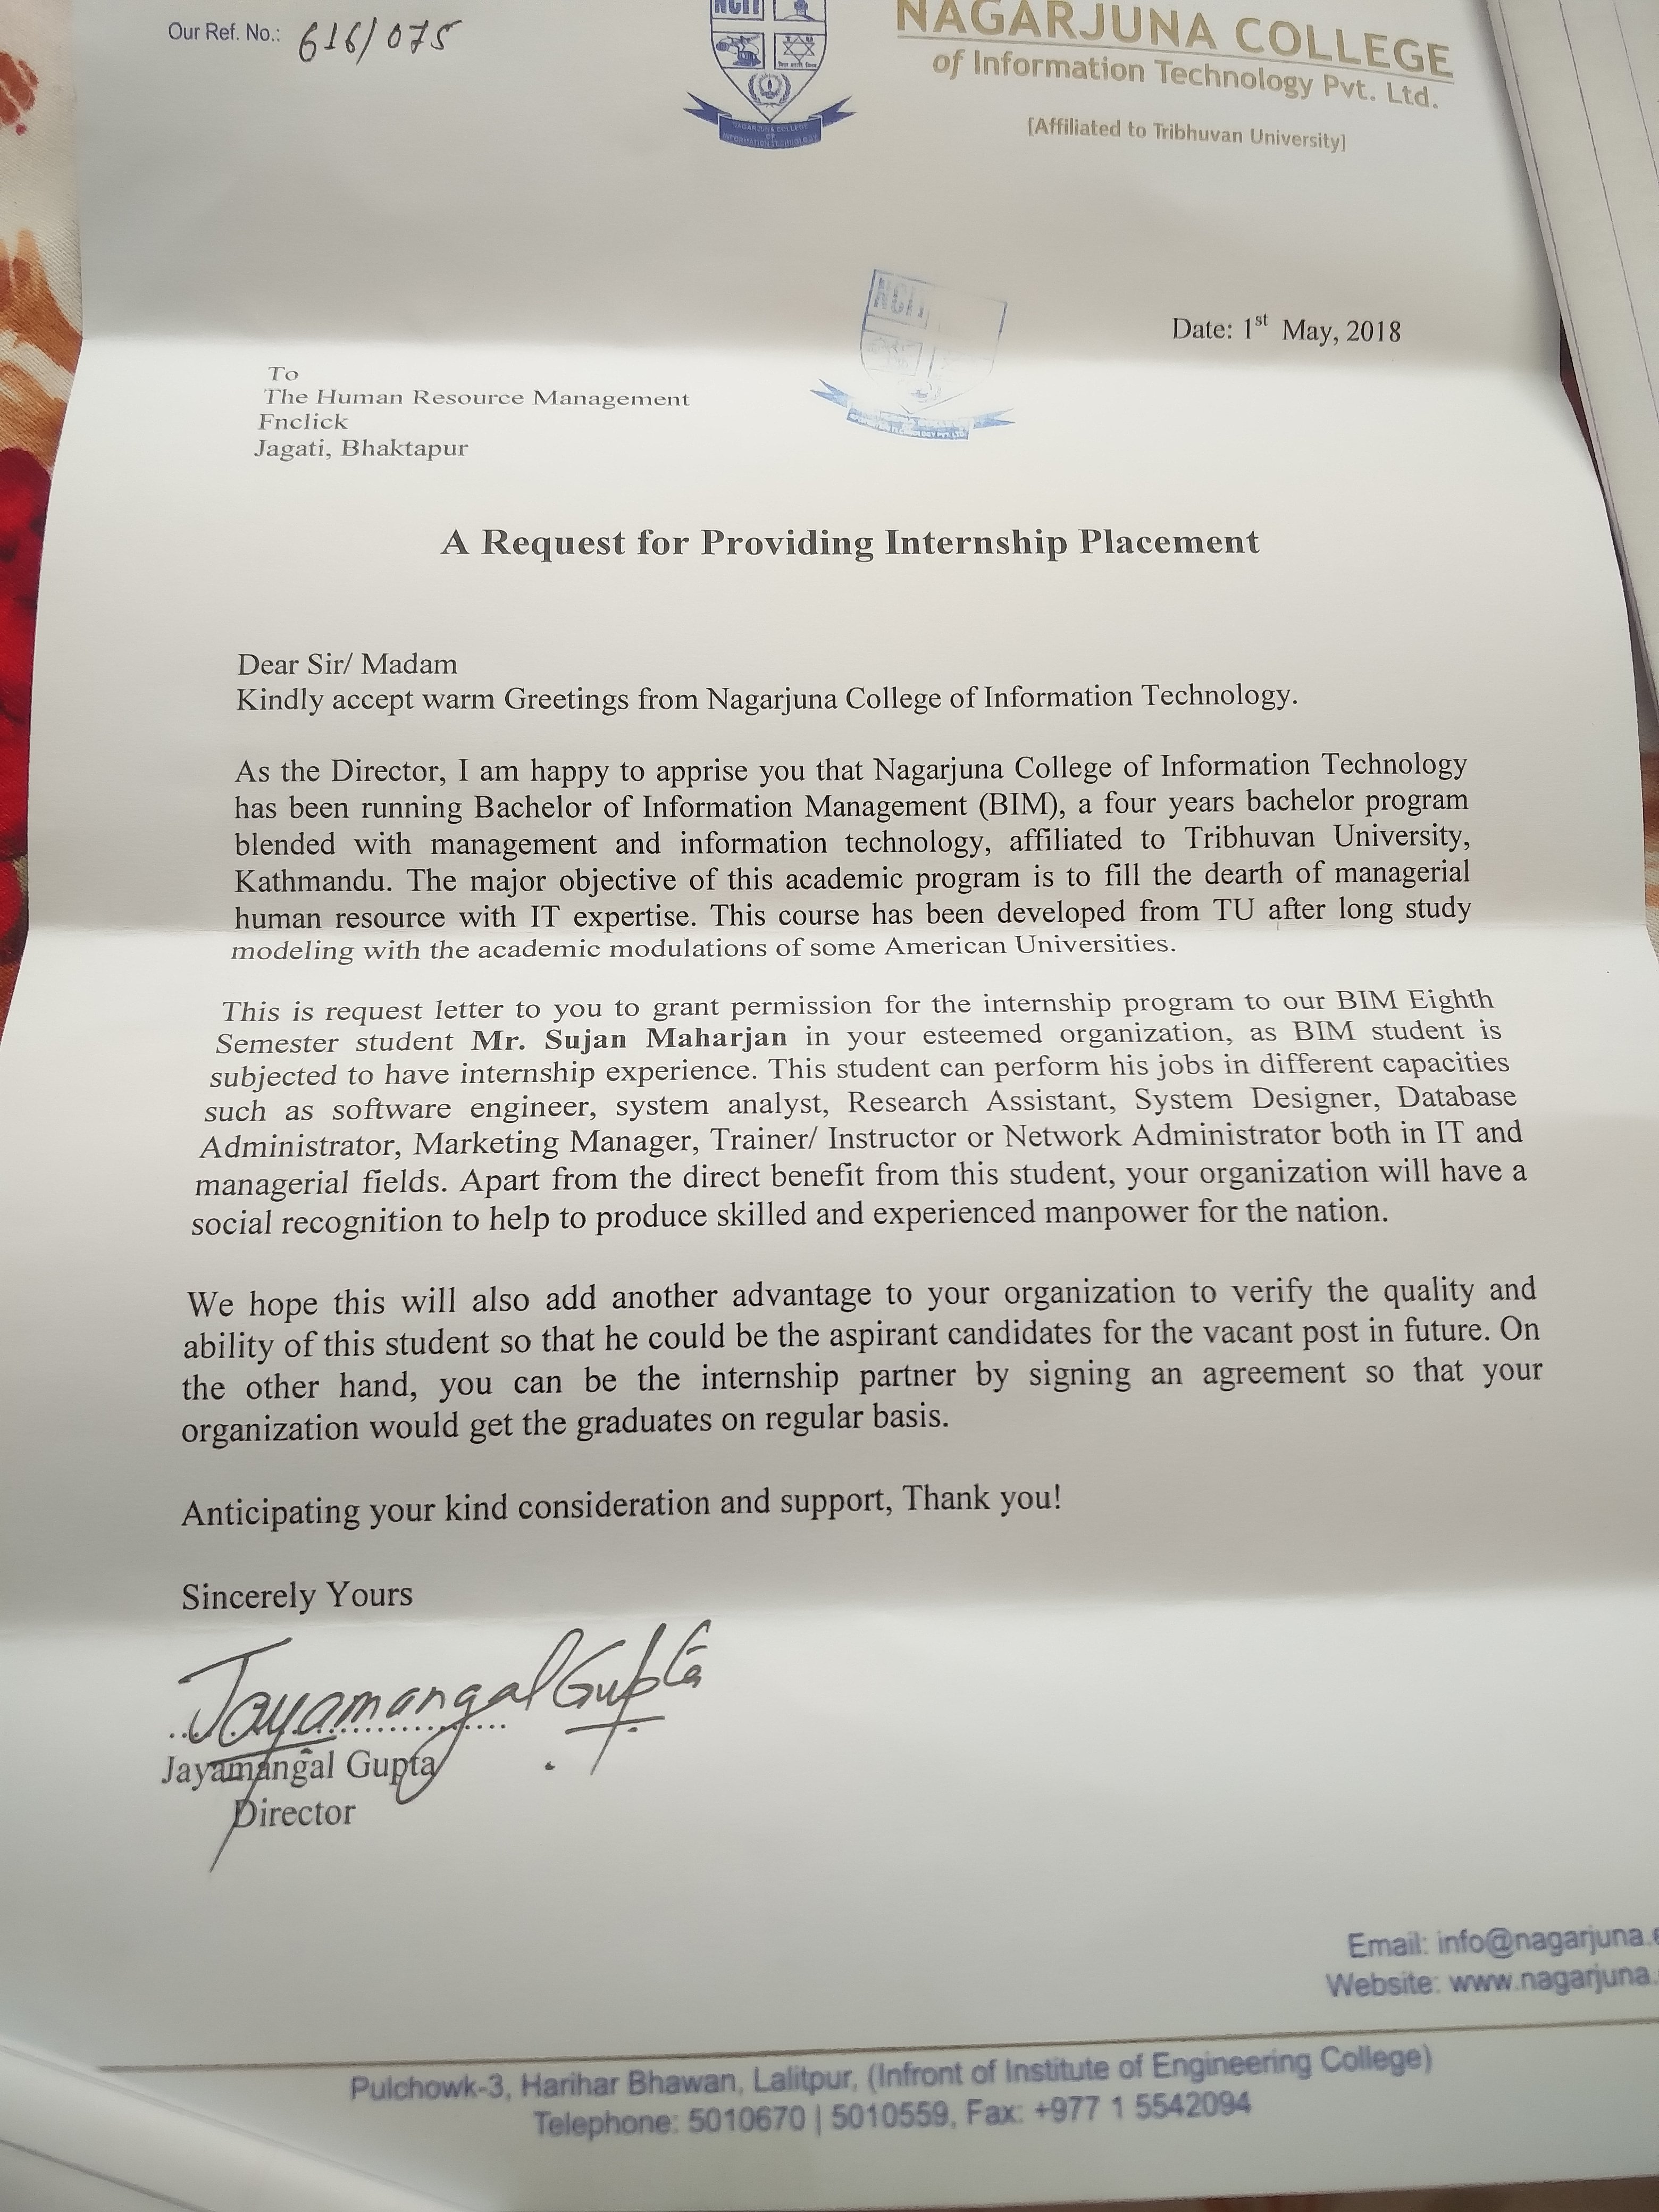 Our Ref. No.: 616/075
NCIT
NAGARJUNA COLLEGE
OF
INFORMATION TECHNOLOGY
NAGARJUNA COLLEGE
of Information Technology Pvt. Ltd.
[Affiliated to Tribhuvan University]
NCIT
Date: 1st May, 2018
To
The Human Resource Management
Fnclick
Jagati, Bhaktapur
A Request for Providing Internship Placement
Dear Sir/ Madam
Kindly accept warm Greetings from Nagarjuna College of Information Technology.
As the Director, I am happy to apprise you that Nagarjuna College of Information Technology
has been running Bachelor of Information Management (BIM), a four years bachelor program
blended with management and information technology, affiliated to Tribhuvan University,
Kathmandu. The major objective of this academic program is to fill the dearth of managerial
human resource with IT expertise. This course has been developed from TU after long study
modeling with the academic modulations of some American Universities.
This is request letter to you to grant permission for the internship program to our BIM Eighth
Semester student Mr. Sujan Maharjan in your esteemed organization, as BIM student is
subjected to have internship experience. This student can perform his jobs in different capacities
such as software engineer, system analyst, Research Assistant, System Designer, Database
Administrator, Marketing Manager, Trainer/ Instructor or Network Administrator both in IT and
managerial fields. Apart from the direct benefit from this student, your organization will have a
social recognition to help to produce skilled and experienced manpower for the nation.
We hope this will also add another advantage to your organization to verify the quality and
ability of this student so that he could be the aspirant candidates for the vacant post in future. On
the other hand, you can be the internship partner by signing an agreement so that your
organization would get the graduates on regular basis.
Anticipating your kind consideration and support, Thank you!
Sincerely Yours
Jayamangal Gupta
Jayamangal Gupta
Director
Email: info@nagarjuna.e
Website: www.nagarjuna.
Pulchowk-3, Harihar Bhawan, Lalitpur, (Infront of Institute of Engineering College)
Telephone: 5010670 | 5010559, Fax: +977 1 5542094